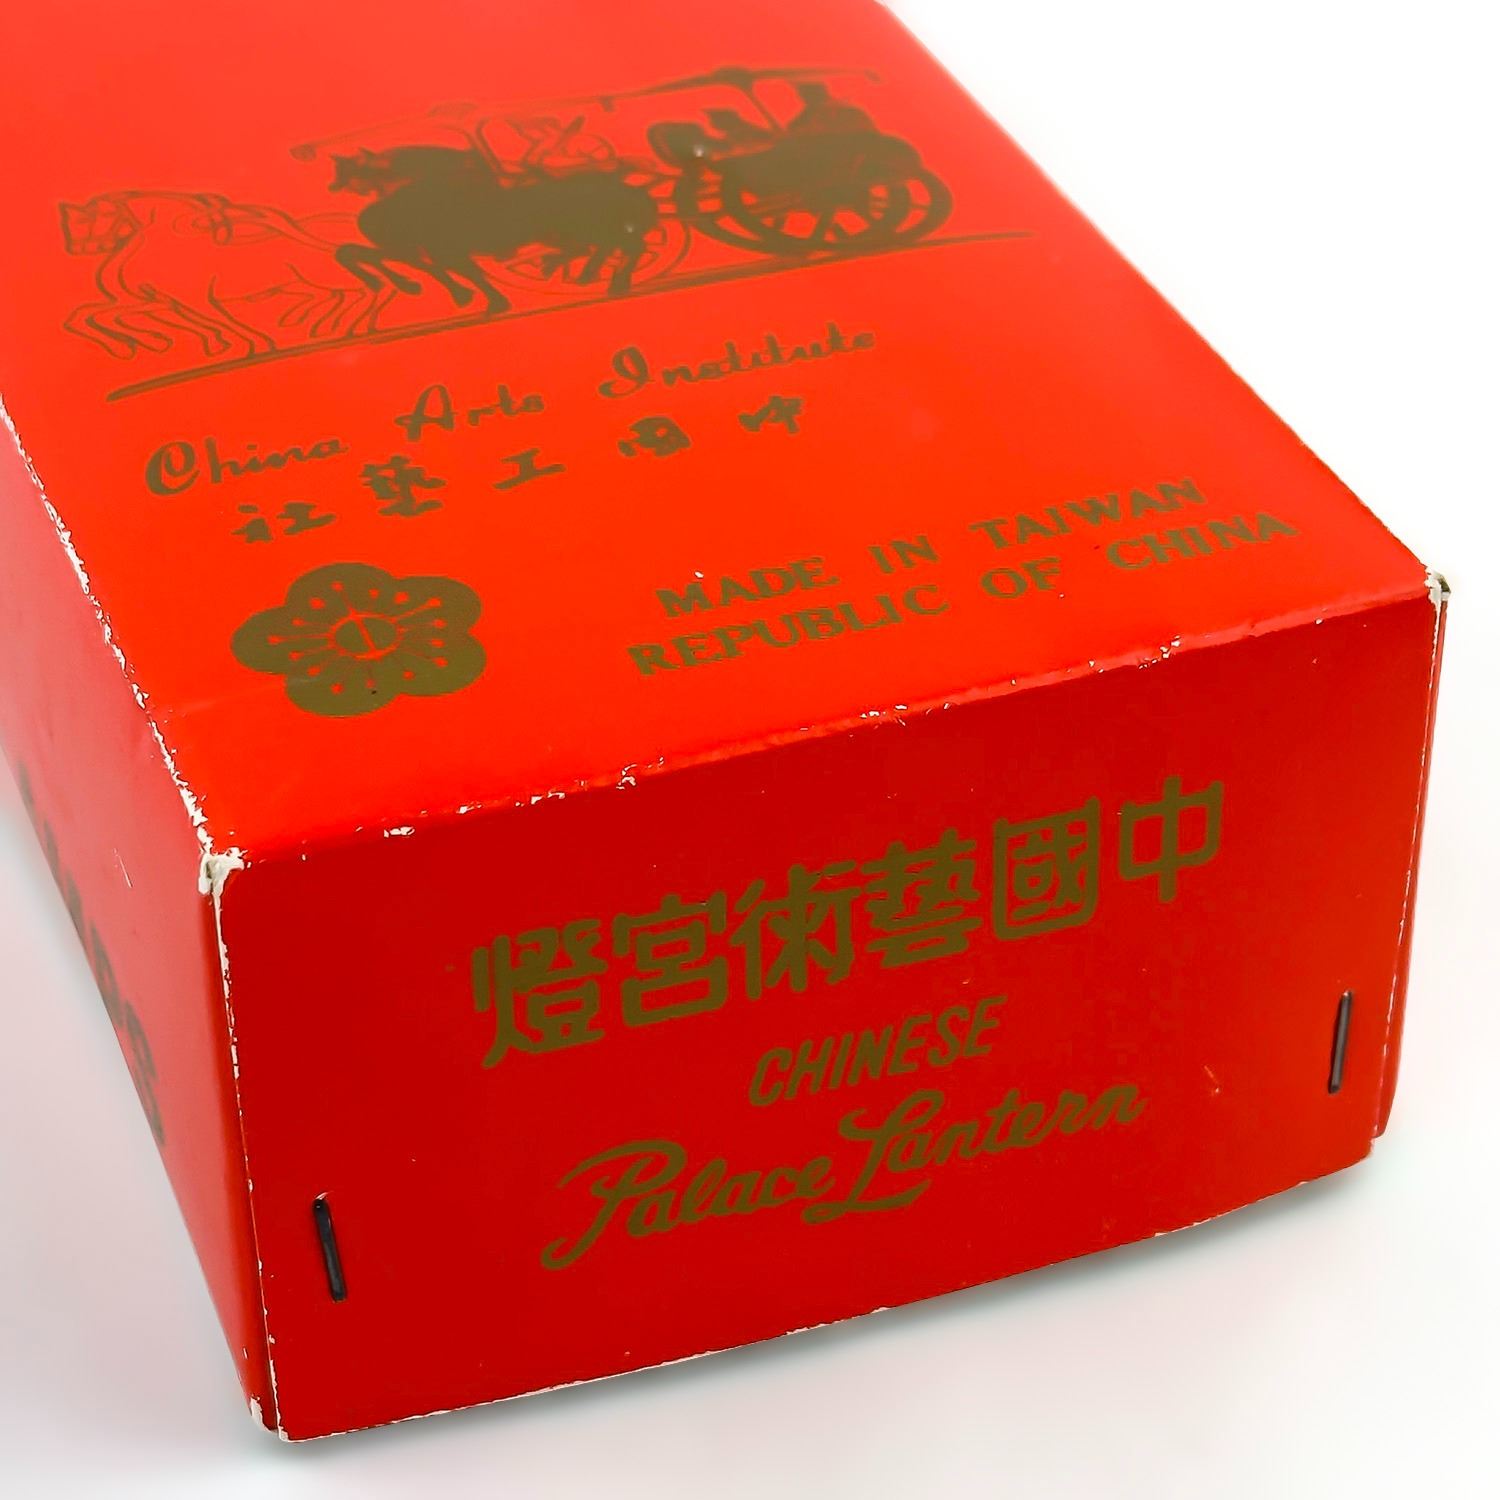 China Arts Institute
中國工藝社
MADE IN TAIWAN
REPUBLIC OF CHINA
中國藝術宮燈
CHINESE
Palace Lantern